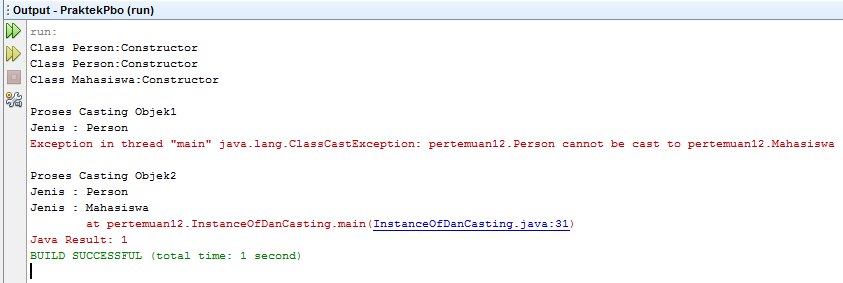 Output - PraktekPbo (run)
run:
Class Person:Constructor
Class Person:Constructor
Class Mahasiswa:Constructor
Proses Casting Objek1
Jenis : Person
Exception in thread "main" java.lang.ClassCastException: pertemuan12.Person cannot be cast to pertemuan12.Mahasiswa
Proses Casting Objek2
Jenis : Person
Jenis : Mahasiswa
at pertemuan12.InstanceOfDanCasting.main(InstanceOfDanCasting.java:31)
Java Result: 1
BUILD SUCCESSFUL (total time: 1 second)